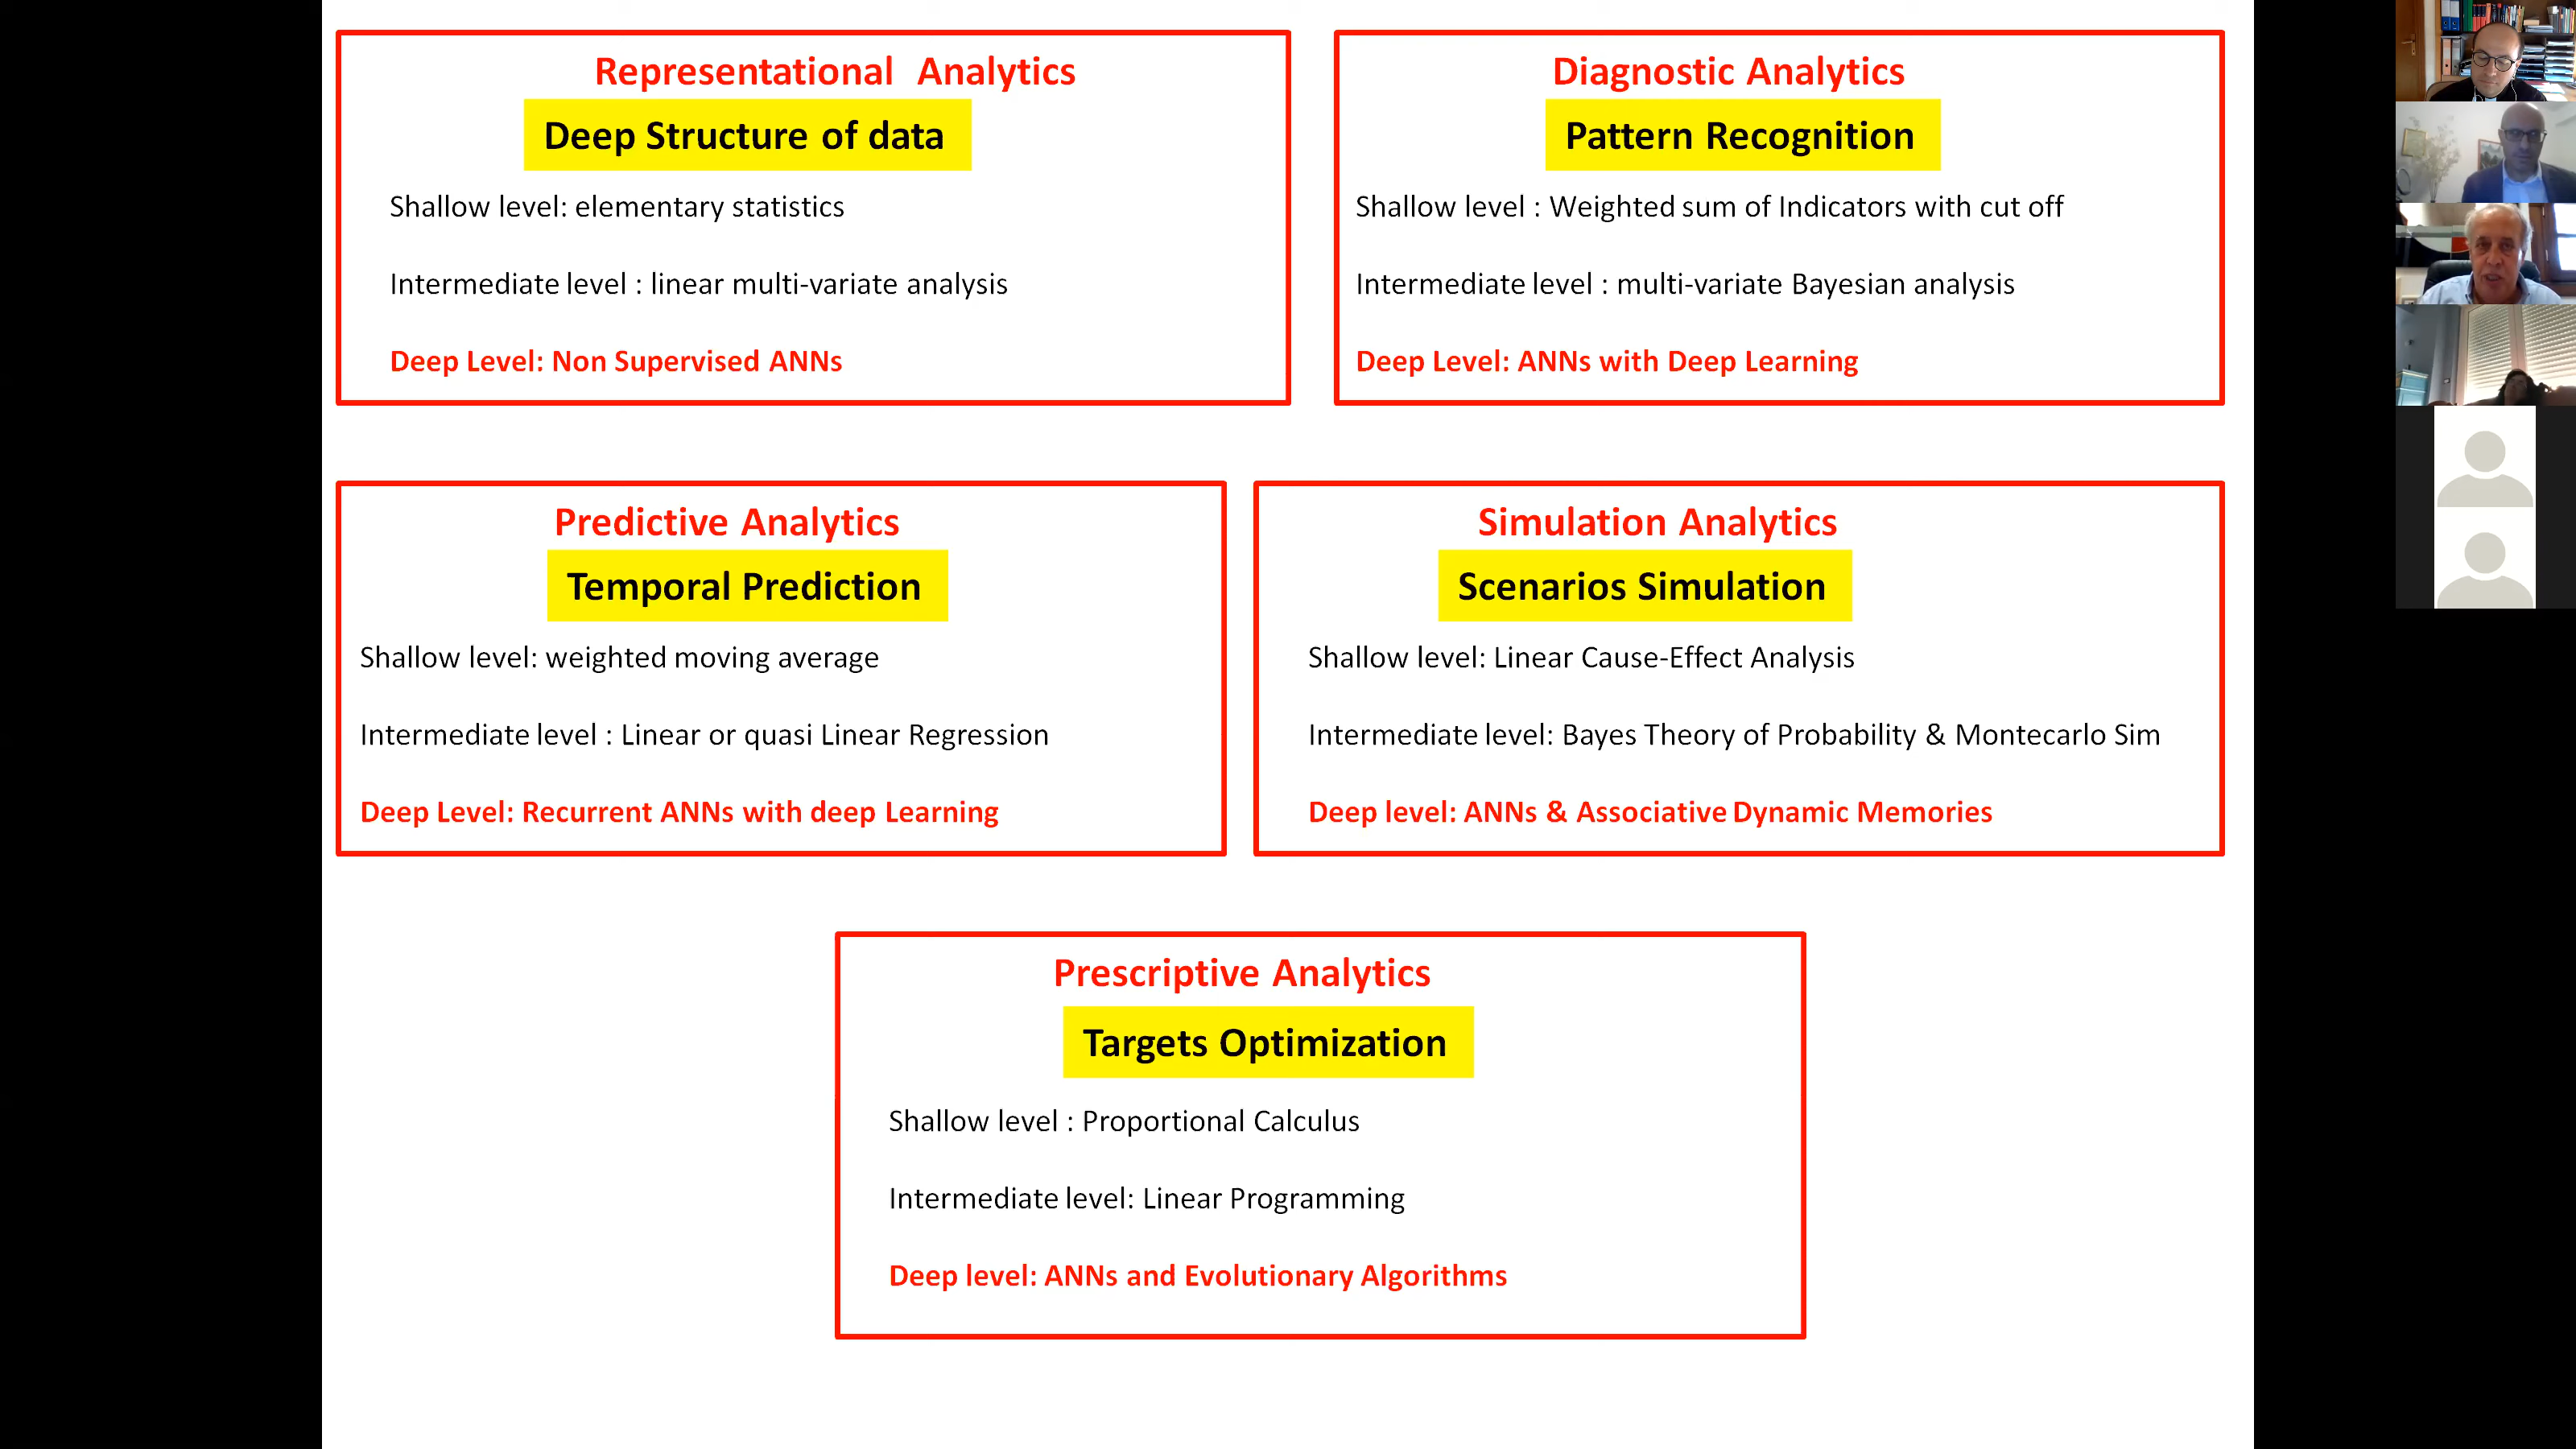 Representational Analytics
Deep Structure of data
Shallow level: elementary statistics
Intermediate level : linear multi-variate analysis
Deep Level: Non Supervised ANNs
Diagnostic Analytics
Pattern Recognition
Shallow level : Weighted sum of Indicators with cut off
Intermediate level : multi-variate Bayesian analysis
Deep Level: ANNs with Deep Learning
Predictive Analytics
Temporal Prediction
Shallow level: weighted moving average
Intermediate level : Linear or quasi Linear Regression
Deep Level: Recurrent ANNs with deep Learning
Simulation Analytics
Scenarios Simulation
Shallow level: Linear Cause-Effect Analysis
Intermediate level: Bayes Theory of Probability & Montecarlo Sim
Deep level: ANNs & Associative Dynamic Memories
Prescriptive Analytics
Targets Optimization
Shallow level : Proportional Calculus
Intermediate level: Linear Programming
Deep level: ANNs and Evolutionary Algorithms